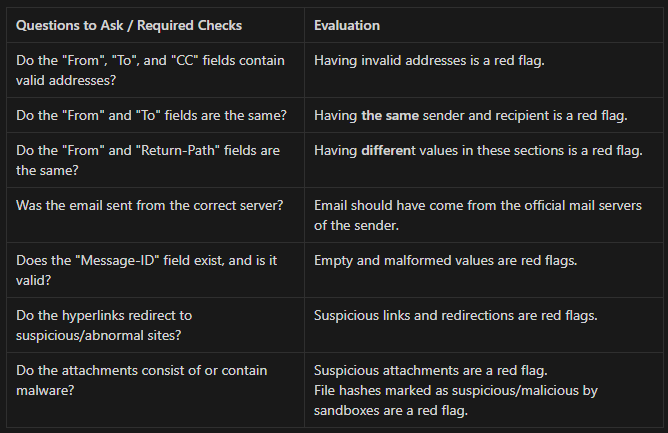 Questions to Ask / Required Checks
Evaluation
Do the "From", "To", and "CC" fields contain
valid addresses?
Having invalid addresses is a red flag.
Do the "From" and "To" fields are the same?
Having the same sender and recipient is a red flag.
Do the "From" and "Return-Path" fields are
the same?
Having different values in these sections is a red flag.
Was the email sent from the correct server?
Email should have come from the official mail servers
of the sender.
Does the "Message-ID" field exist, and is it
valid?
Empty and malformed values are red flags.
Do the hyperlinks redirect to
suspicious/abnormal sites?
Suspicious links and redirections are red flags.
Do the attachments consist of or contain
malware?
Suspicious attachments are a red flag.
File hashes marked as suspicious/malicious by
sandboxes are a red flag.